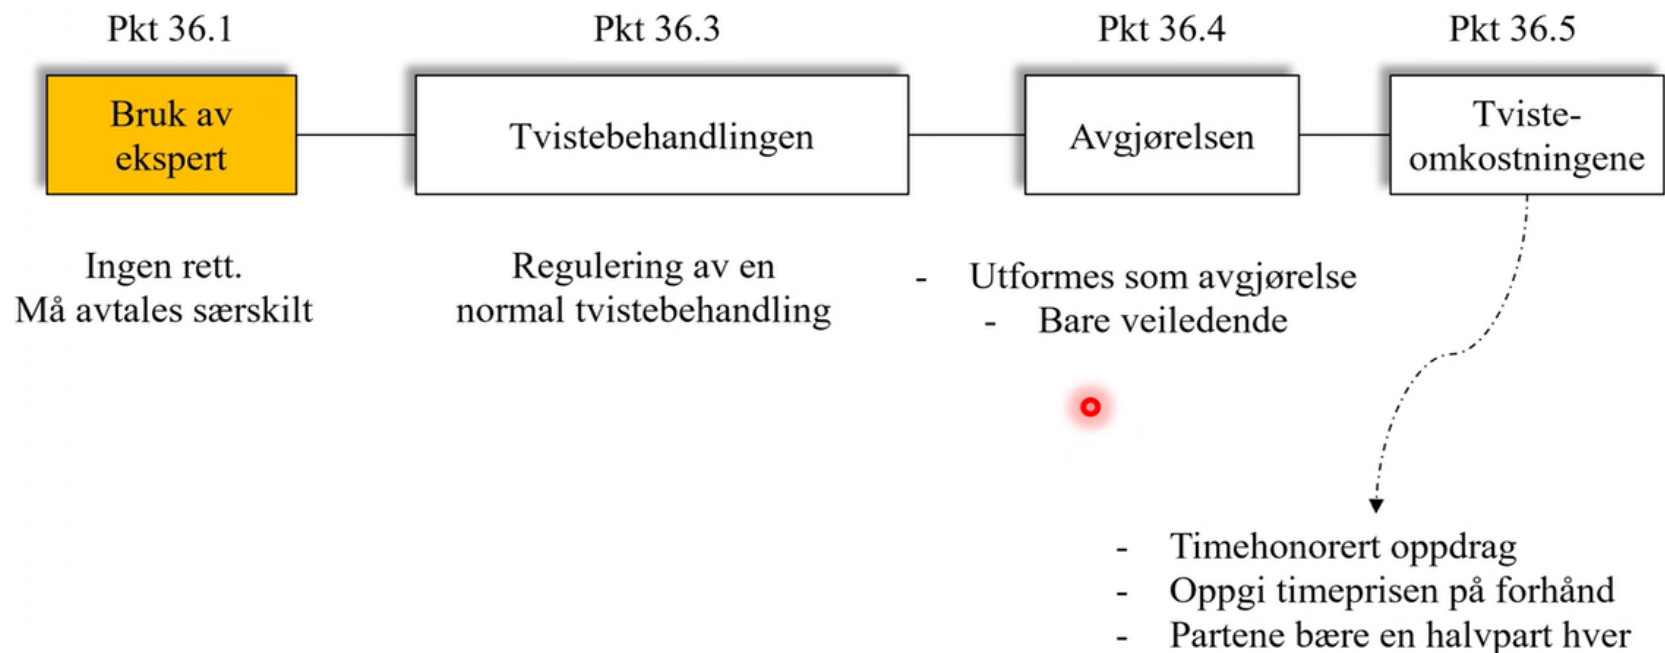 Pkt 36.1
Pkt 36.3
Pkt 36.4
Pkt 36.5
Bruk av
ekspert
Tvistebehandlingen
Avgjørelsen
Tviste-
omkostningene
Ingen rett.
Må avtales særskilt
Regulering av en
normal tvistebehandling
- Utformes som avgjørelse
- Bare veiledende
- Timehonorert oppdrag
- Oppgi timeprisen på forhånd
- Partene bære en halvpart hver